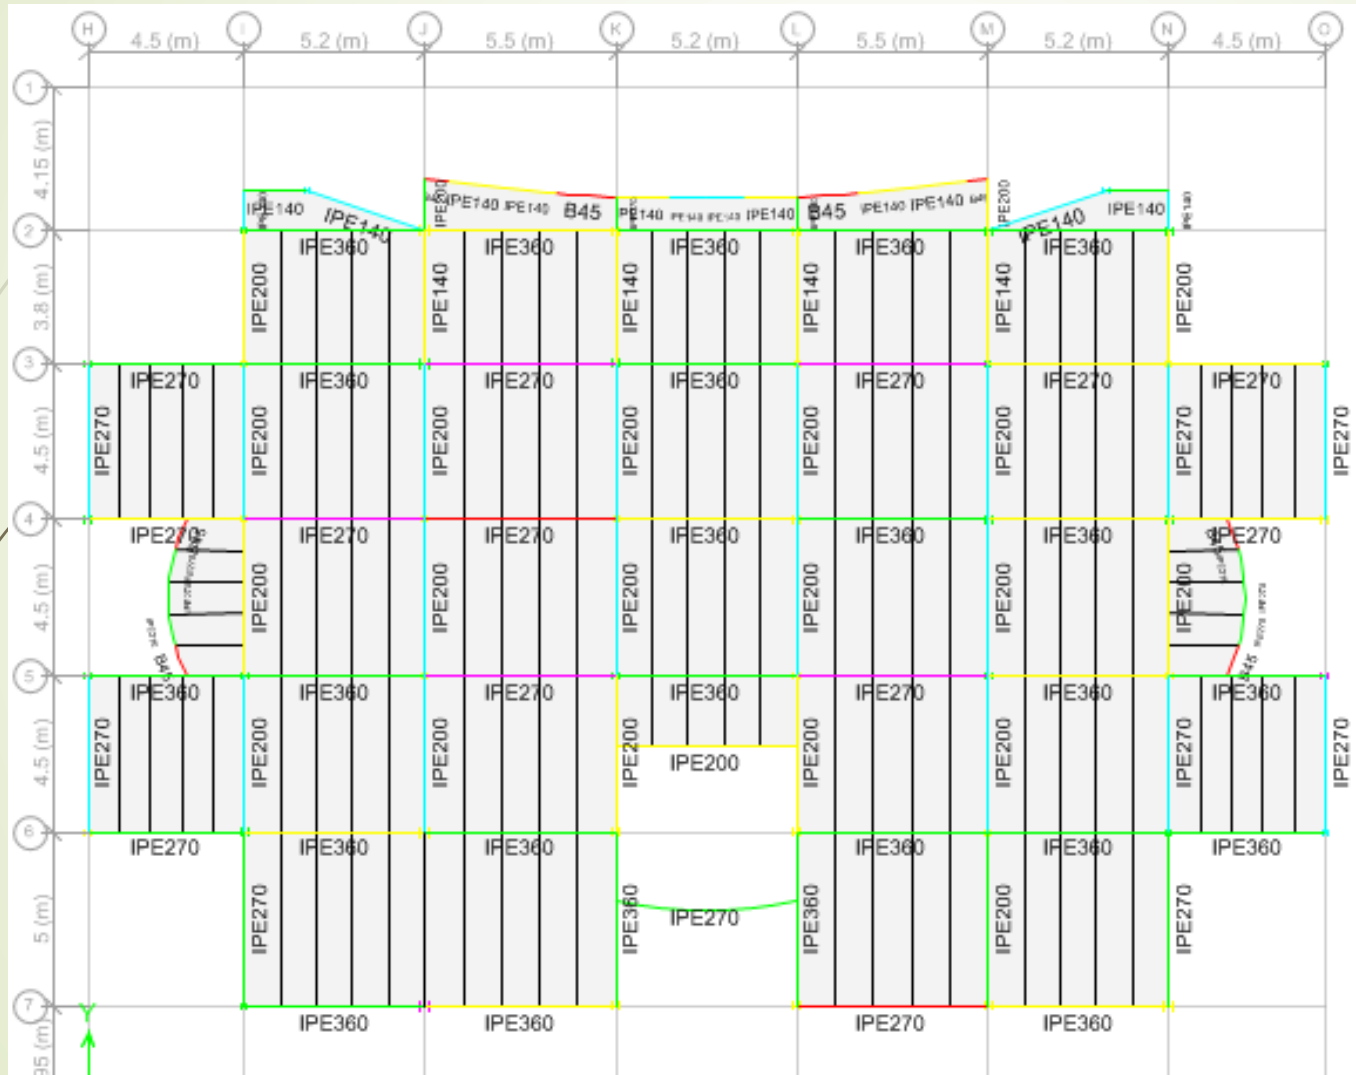 H I J K L M N O
4.5 (m) 5.2 (m) 5.5 (m) 5.2 (m) 5.5 (m) 5.2 (m) 4.5 (m)
1
4.15 (m)
IPE200 IPE200 IPE140
IPE140 IPE140 IPE140 IPE140 B45 IPE140 IPE140 IPE140 IPE140 B45 IPE140 IPE140 IPE140 IPE140
2
IPE360 IPE360 IPE360 IPE360 IPE360
3.8 (m)
IPE200 IPE140 IPE140 IPE140 IPE140 IPE200
3
IPE270 IPE360 IPE270 IPE360 IPE270 IPE270 IPE270
4.5 (m)
IPE270 IPE200 IPE200 IPE200 IPE200 IPE200 IPE270 IPE270
4
IPE270 IPE270 IPE270 IPE360 IPE360 IPE360 IPE270
4.5 (m)
IPE200 IPE200 IPE200 IPE200 IPE200 IPE200
B45 B45
5
IPE360 IPE360 IPE270 IPE360 IPE270 IPE360 IPE360
4.5 (m)
IPE270 IPE200 IPE200 IPE200 IPE200 IPE200 IPE270 IPE270
IPE200
6
IPE270 IPE360 IPE360 IPE360 IPE360 IPE360
5 (m)
IPE270 IPE360 IPE360 IPE200 IPE270
IPE270
7
IPE360 IPE360 IPE270 IPE360
Y
95 (m)